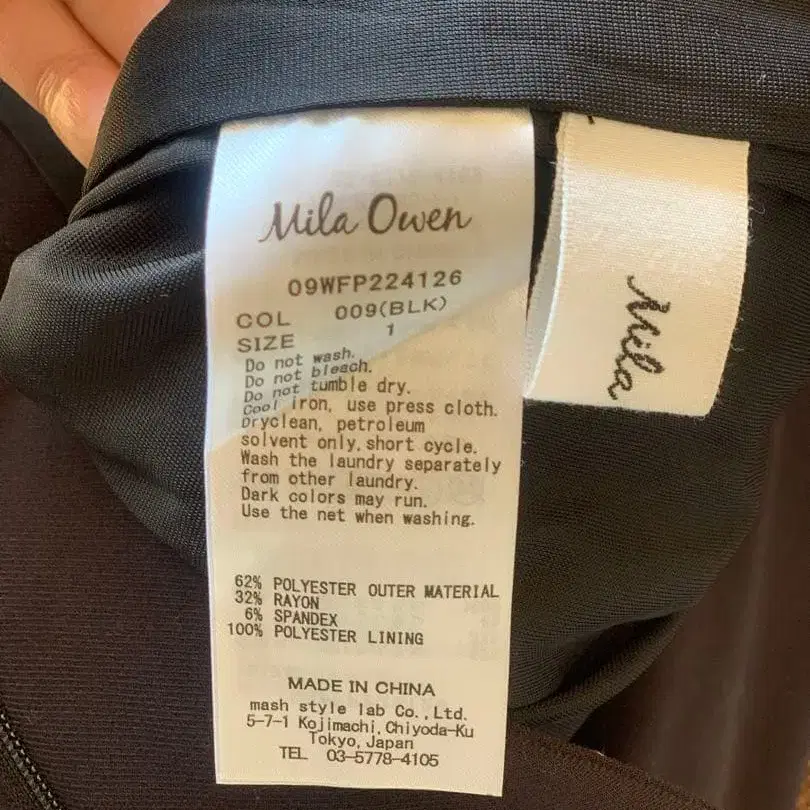 Mila Owen
09WFP224126
COL 009(BLK)
SIZE 1
Do not wash.
Do not bleach.
Do not tumble dry.
Cool iron, use press cloth.
Dryclean, petroleum
solvent only, short cycle.
Wash the laundry separately
from other laundry.
Dark colors may run.
Use the net when washing.
62% POLYESTER OUTER MATERIAL
32% RAYON
6% SPANDEX
100% POLYESTER LINING
MADE IN CHINA
mash style lab Co.,Ltd.
5-7-1 Kojimachi,Chiyoda-Ku
Tokyo,Japan
TEL 03-5778-4105
Mila